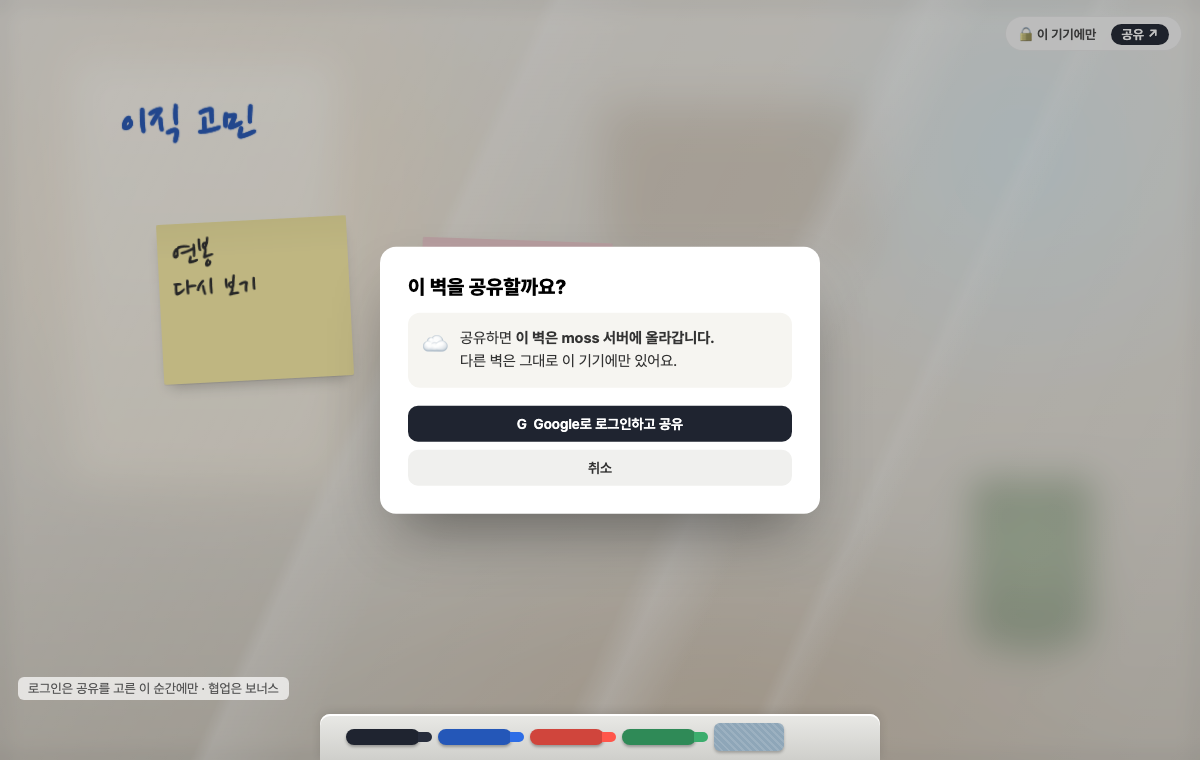 🔒 이 기기에만
공유 ↗
이직 고민
연봉
다시 보기
이 벽을 공유할까요?
공유하면 이 벽은 moss 서버에 올라갑니다.
다른 벽은 그대로 이 기기에만 있어요.
G Google로 로그인하고 공유
취소
로그인은 공유를 고른 이 순간에만 · 협업은 보너스